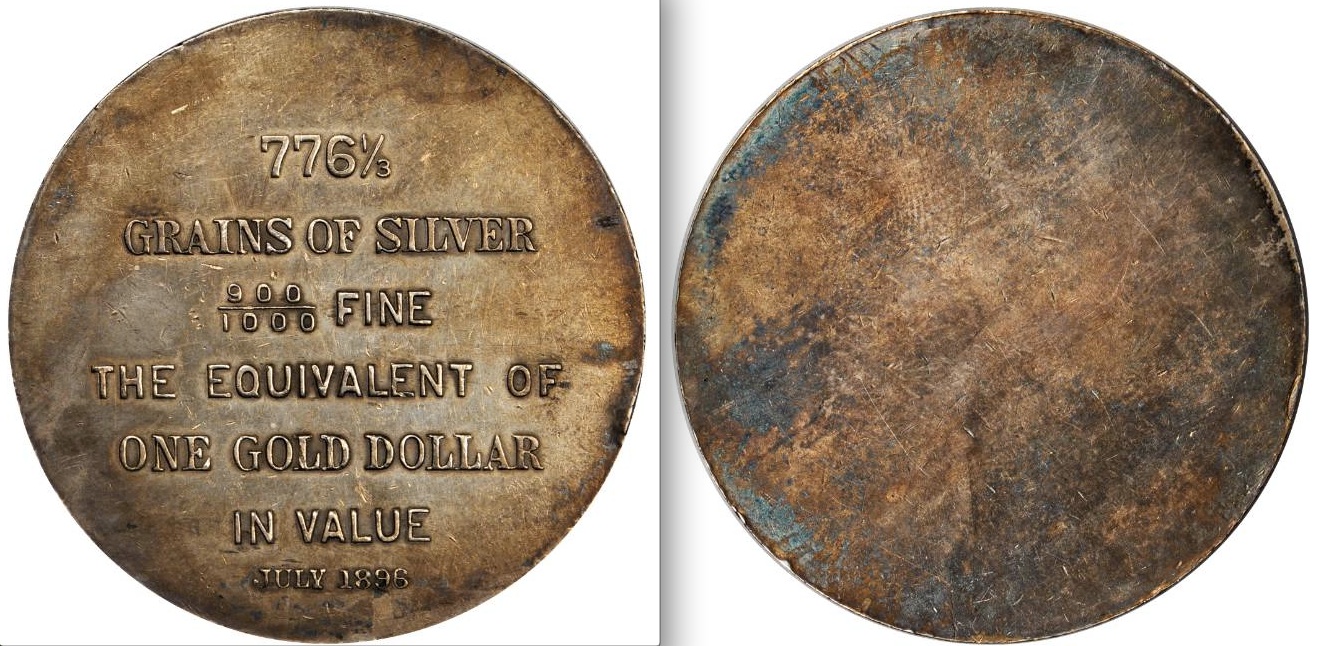 776⅓
GRAINS OF SILVER
900/1000 FINE
THE EQUIVALENT OF
ONE GOLD DOLLAR
IN VALUE
JULY 1896